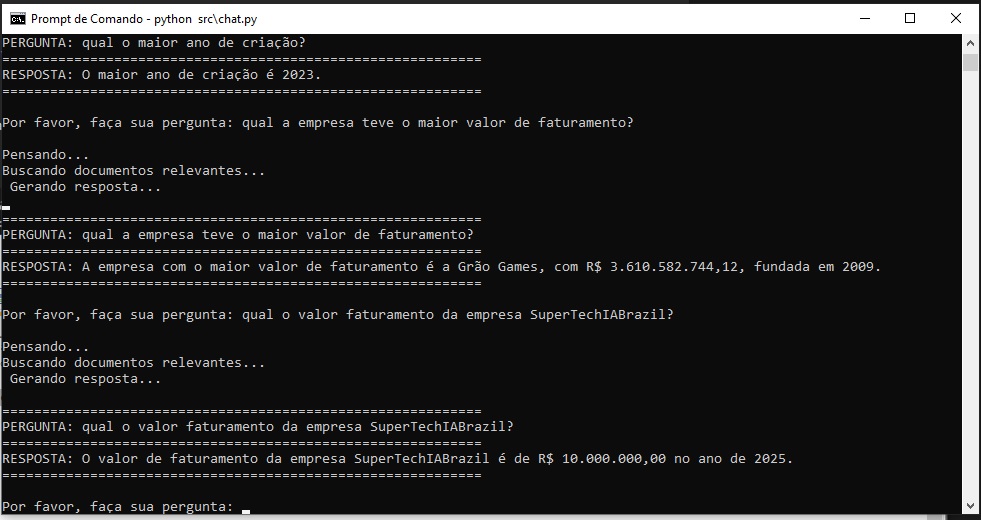 Prompt de Comando - python  src\chat.py
PERGUNTA: qual o maior ano de criação?
============================================================
RESPOSTA: O maior ano de criação é 2023.
============================================================
Por favor, faça sua pergunta: qual a empresa teve o maior valor de faturamento?
Pensando...
Buscando documentos relevantes...
 Gerando resposta...
============================================================
PERGUNTA: qual a empresa teve o maior valor de faturamento?
============================================================
RESPOSTA: A empresa com o maior valor de faturamento é a Grão Games, com R$ 3.610.582.744,12, fundada em 2009.
============================================================
Por favor, faça sua pergunta: qual o valor faturamento da empresa SuperTechIABrazil?
Pensando...
Buscando documentos relevantes...
 Gerando resposta...
============================================================
PERGUNTA: qual o valor faturamento da empresa SuperTechIABrazil?
============================================================
RESPOSTA: O valor de faturamento da empresa SuperTechIABrazil é de R$ 10.000.000,00 no ano de 2025.
============================================================
Por favor, faça sua pergunta: